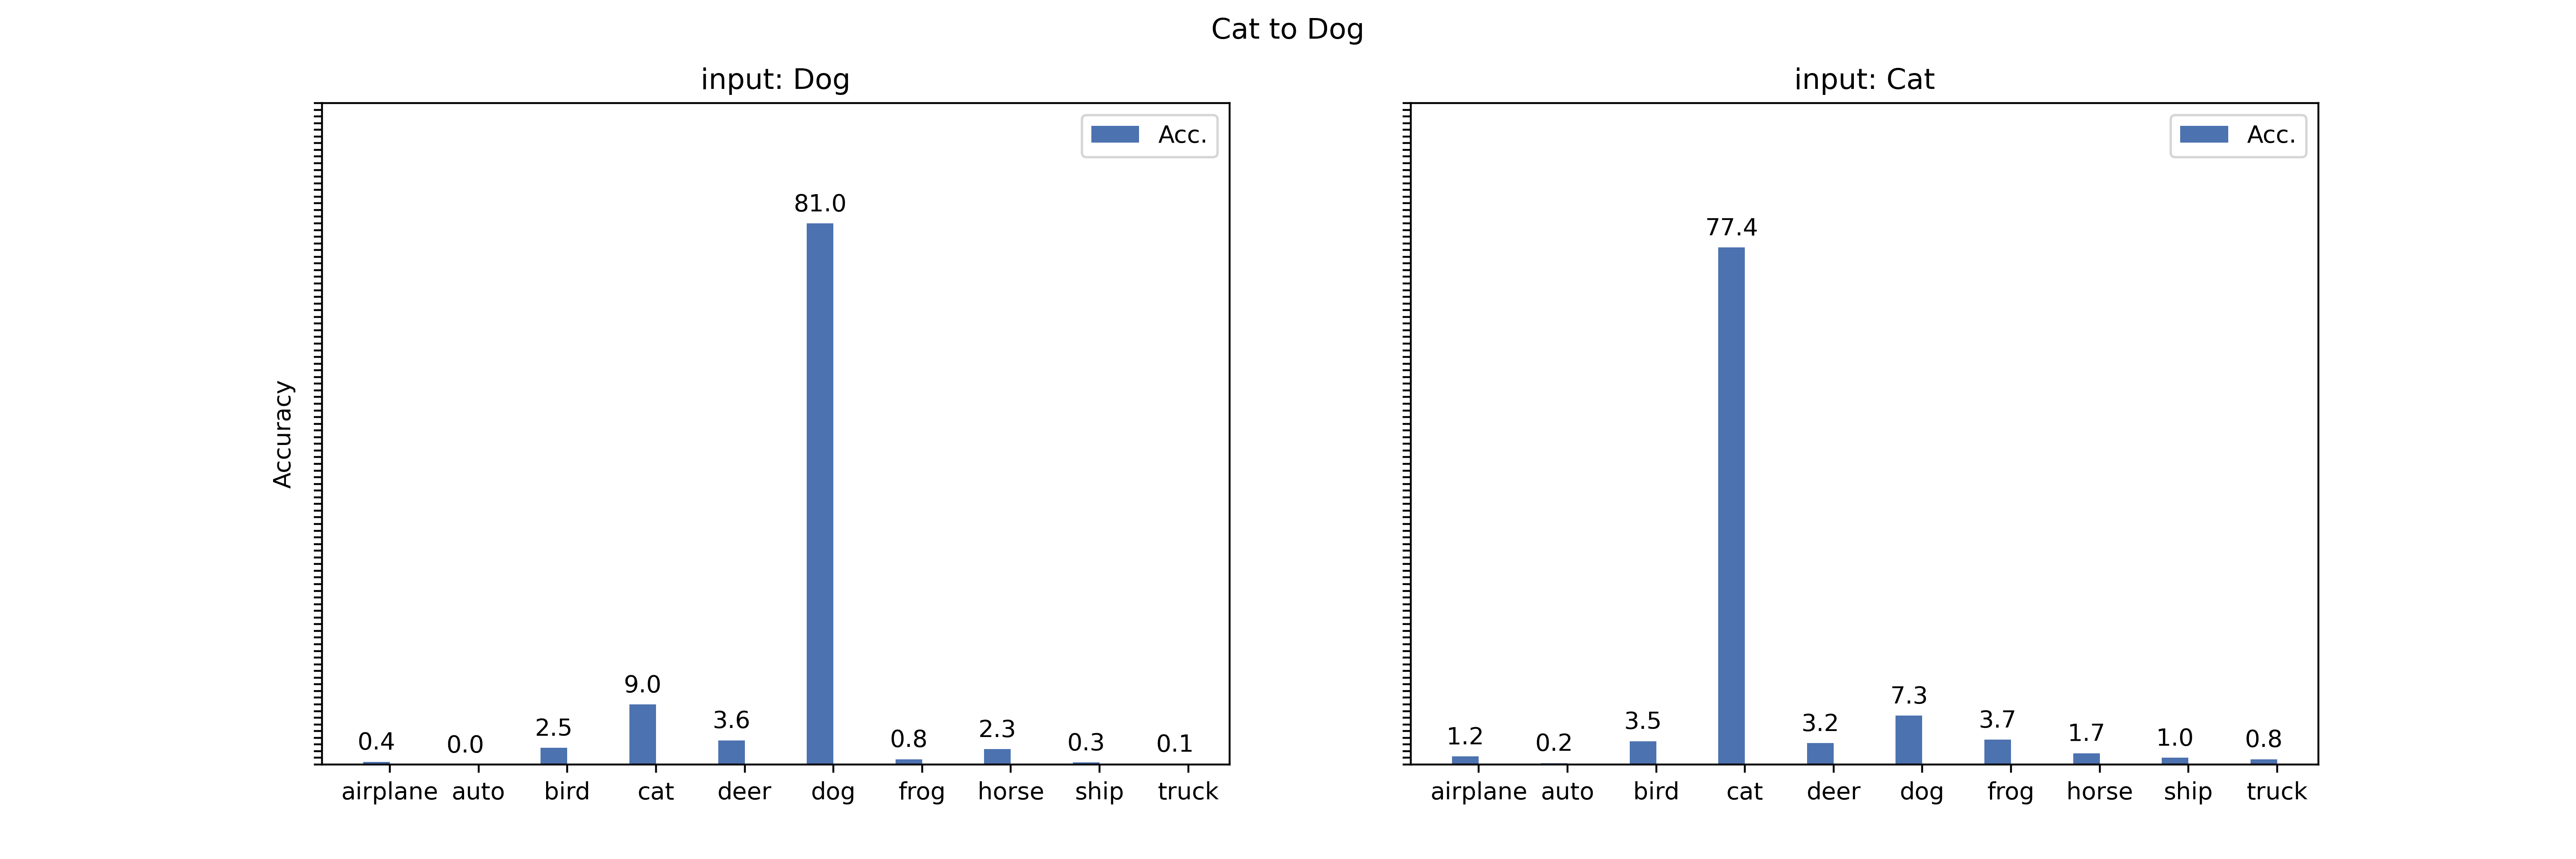 Cat to Dog
input: Dog
Acc.
Accuracy
81.0
9.0
3.6
2.5
2.3
0.4
0.0
0.8
0.3
0.1
airplane auto bird cat deer dog frog horse ship truck
input: Cat
Acc.
77.4
7.3
3.5
3.2
3.7
1.7
1.2
0.2
1.0
0.8
airplane auto bird cat deer dog frog horse ship truck